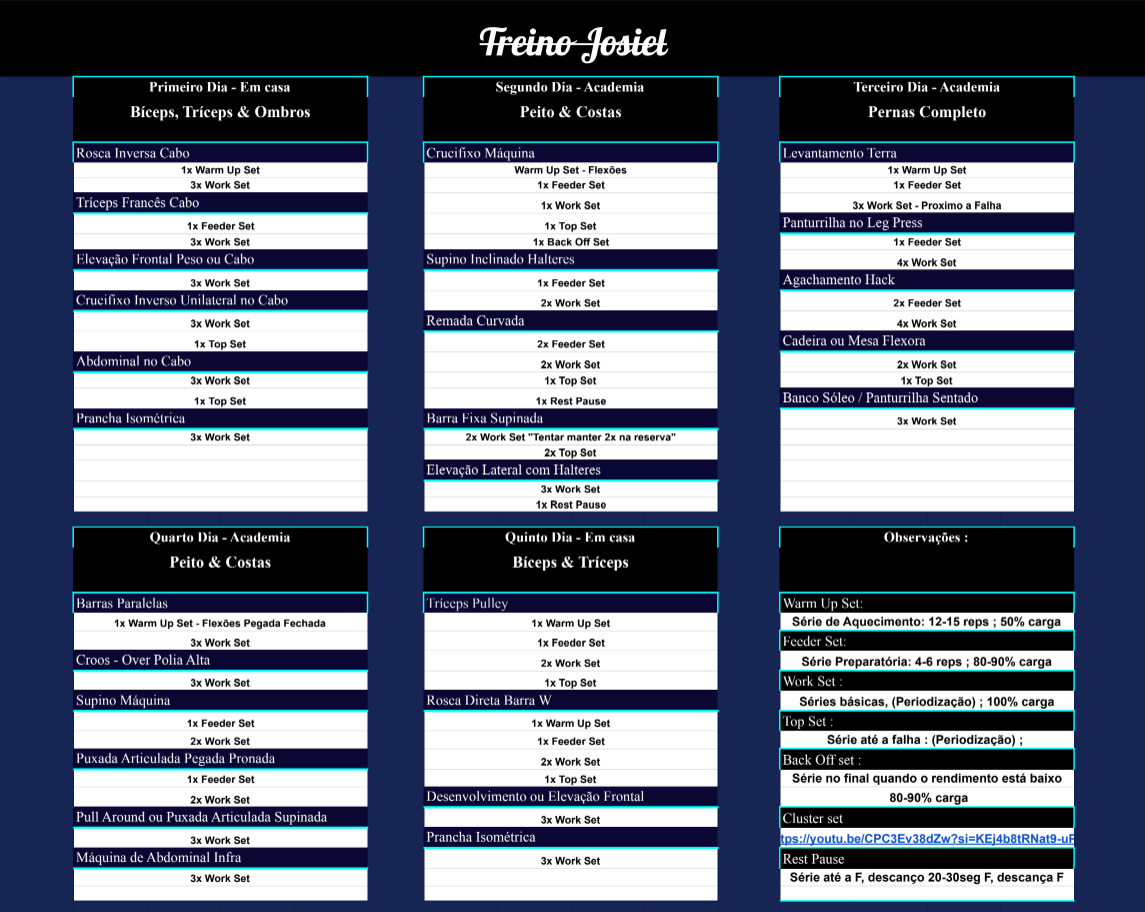 Treino Josiel
Primeiro Dia - Em casa
Bíceps, Tríceps & Ombros
Rosca Inversa Cabo
1x Warm Up Set
3x Work Set
Tríceps Francês Cabo
1x Feeder Set
3x Work Set
Elevação Frontal Peso ou Cabo
3x Work Set
Crucifixo Inverso Unilateral no Cabo
3x Work Set
1x Top Set
Abdominal no Cabo
3x Work Set
1x Top Set
Prancha Isométrica
3x Work Set
Segundo Dia - Academia
Peito & Costas
Crucifixo Máquina
Warm Up Set - Flexões
1x Feeder Set
1x Work Set
1x Top Set
1x Back Off Set
Supino Inclinado Halteres
1x Feeder Set
2x Work Set
Remada Curvada
2x Feeder Set
2x Work Set
1x Top Set
1x Rest Pause
Barra Fixa Supinada
2x Work Set "Tentar manter 2x na reserva"
2x Top Set
Elevação Lateral com Halteres
3x Work Set
1x Rest Pause
Terceiro Dia - Academia
Pernas Completo
Levantamento Terra
1x Warm Up Set
1x Feeder Set
3x Work Set - Proximo a Falha
Panturrilha no Leg Press
1x Feeder Set
4x Work Set
Agachamento Hack
2x Feeder Set
4x Work Set
Cadeira ou Mesa Flexora
2x Work Set
1x Top Set
Banco Sóleo / Panturrilha Sentado
3x Work Set
Quarto Dia - Academia
Peito & Costas
Barras Paralelas
1x Warm Up Set - Flexões Pegada Fechada
3x Work Set
Croos - Over Polia Alta
3x Work Set
Supino Máquina
1x Feeder Set
2x Work Set
Puxada Articulada Pegada Pronada
1x Feeder Set
2x Work Set
Pull Around ou Puxada Articulada Supinada
3x Work Set
Máquina de Abdominal Infra
3x Work Set
Quinto Dia - Em casa
Bíceps & Tríceps
Tríceps Pulley
1x Warm Up Set
1x Feeder Set
2x Work Set
1x Top Set
Rosca Direta Barra W
1x Warm Up Set
1x Feeder Set
2x Work Set
1x Top Set
Desenvolvimento ou Elevação Frontal
3x Work Set
Prancha Isométrica
3x Work Set
Observações :
Warm Up Set:
Série de Aquecimento: 12-15 reps ; 50% carga
Feeder Set:
Série Preparatória: 4-6 reps ; 80-90% carga
Work Set :
Séries básicas, (Periodização) ; 100% carga
Top Set :
Série até a falha : (Periodização) ;
Back Off set :
Série no final quando o rendimento está baixo
80-90% carga
Cluster set
tps://youtu.be/CPC3Ev38dZw?si=KEj4b8tRNat9-uF
Rest Pause
Série até a F, descanço 20-30seg F, descança F